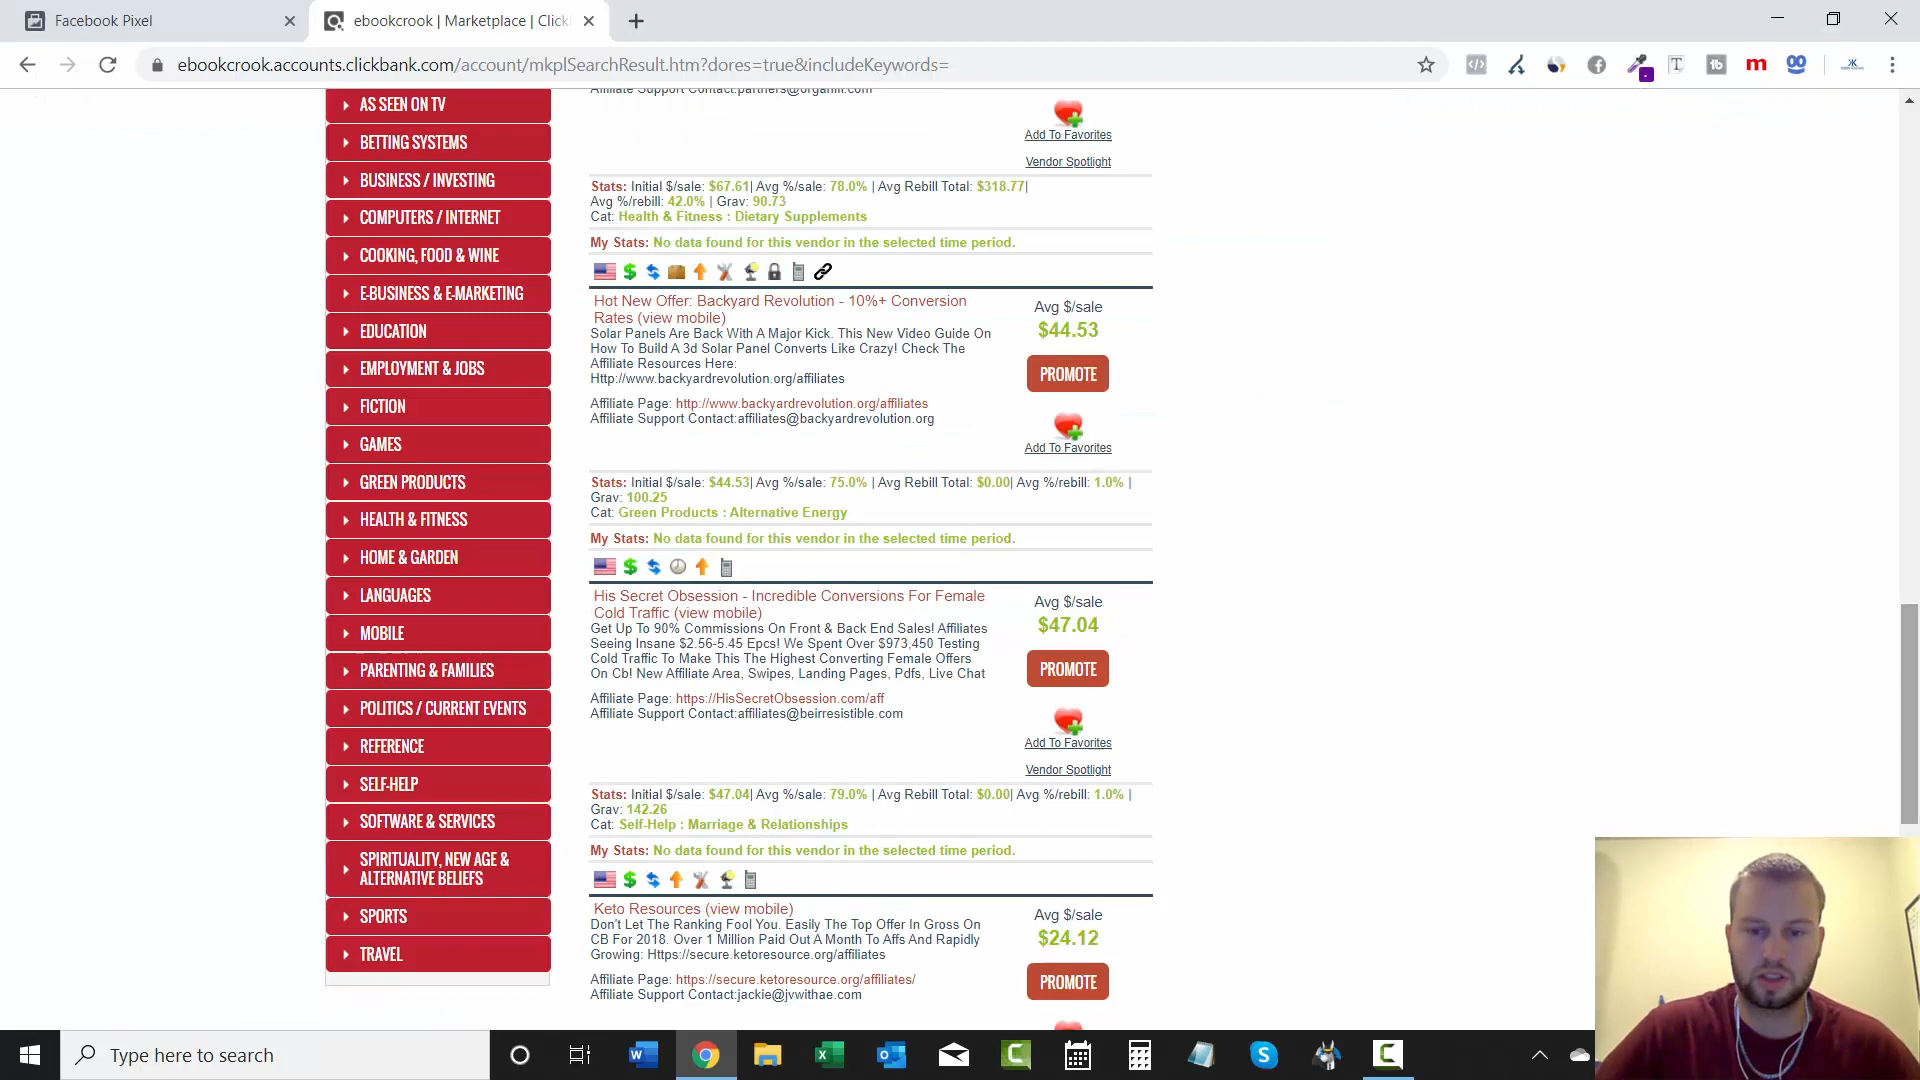 Facebook Pixel
ebookcrook | Marketplace | Click
ebookcrook.accounts.clickbank.com/account/mkplSearchResult.htm?dores=true&includeKeywords=
AS SEEN ON TV
BETTING SYSTEMS
BUSINESS / INVESTING
COMPUTERS / INTERNET
COOKING, FOOD & WINE
E-BUSINESS & E-MARKETING
EDUCATION
EMPLOYMENT & JOBS
FICTION
GAMES
GREEN PRODUCTS
HEALTH & FITNESS
HOME & GARDEN
LANGUAGES
MOBILE
PARENTING & FAMILIES
POLITICS / CURRENT EVENTS
REFERENCE
SELF-HELP
SOFTWARE & SERVICES
SPIRITUALITY, NEW AGE &
ALTERNATIVE BELIEFS
SPORTS
TRAVEL
Add To Favorites
Vendor Spotlight
Stats: Initial $/sale: $67.61| Avg %/sale: 78.0% | Avg Rebill Total: $318.77|
Avg %/rebill: 42.0% | Grav: 90.73
Cat: Health & Fitness : Dietary Supplements
My Stats: No data found for this vendor in the selected time period.
Hot New Offer: Backyard Revolution - 10%+ Conversion
Rates (view mobile)
Solar Panels Are Back With A Major Kick. This New Video Guide On
How To Build A 3d Solar Panel Converts Like Crazy! Check The
Affiliate Resources Here:
Http://www.backyardrevolution.org/affiliates
Affiliate Page: http://www.backyardrevolution.org/affiliates
Affiliate Support Contact:affiliates@backyardrevolution.org
Avg $/sale
$44.53
PROMOTE
Add To Favorites
Stats: Initial $/sale: $44.53| Avg %/sale: 75.0% | Avg Rebill Total: $0.00| Avg %/rebill: 1.0% |
Grav: 100.25
Cat: Green Products : Alternative Energy
My Stats: No data found for this vendor in the selected time period.
His Secret Obsession - Incredible Conversions For Female
Cold Traffic (view mobile)
Get Up To 90% Commissions On Front & Back End Sales! Affiliates
Seeing Insane $2.56-5.45 Epcs! We Spent Over $973,450 Testing
Cold Traffic To Make This The Highest Converting Female Offers
On Cb! New Affiliate Area, Swipes, Landing Pages, Pdfs, Live Chat
Affiliate Page: https://HisSecretObsession.com/aff
Affiliate Support Contact:affiliates@beirresistible.com
Avg $/sale
$47.04
PROMOTE
Add To Favorites
Vendor Spotlight
Stats: Initial $/sale: $47.04| Avg %/sale: 79.0% | Avg Rebill Total: $0.00| Avg %/rebill: 1.0% |
Grav: 142.26
Cat: Self-Help : Marriage & Relationships
My Stats: No data found for this vendor in the selected time period.
Keto Resources (view mobile)
Don't Let The Ranking Fool You. Easily The Top Offer In Gross On
CB For 2018. Over 1 Million Paid Out A Month To Affs And Rapidly
Growing: Https://secure.ketoresource.org/affiliates
Affiliate Page: https://secure.ketoresource.org/affiliates/
Affiliate Support Contact:jackie@jvwithae.com
Avg $/sale
$24.12
PROMOTE
Type here to search